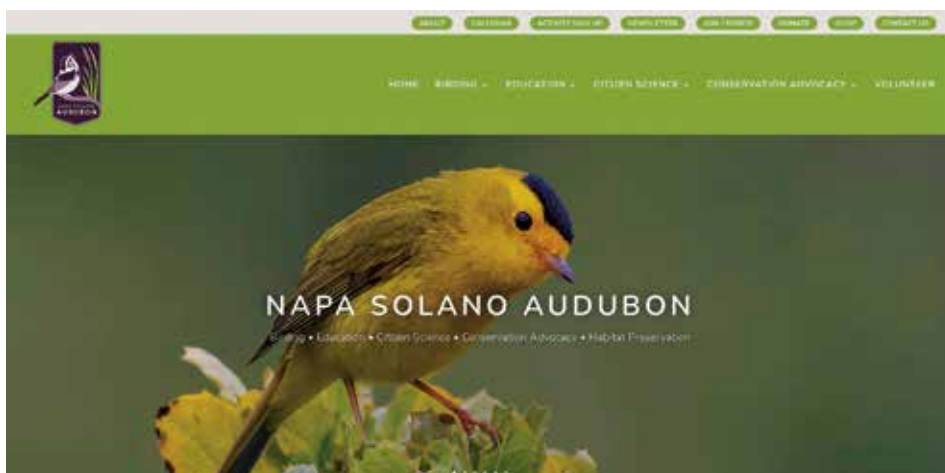 ABOUT CALENDAR ACTIVITY SIGN UP NEWSLETTER JOIN / RENEW DONATE CONTACT US
AUDUBON
HOME BIRDING EDUCATION CITIZEN SCIENCE CONSERVATION ADVOCACY VOLUNTEER
NAPA SOLANO AUDUBON
Birding • Education • Citizen Science • Conservation Advocacy • Habitat Preservation